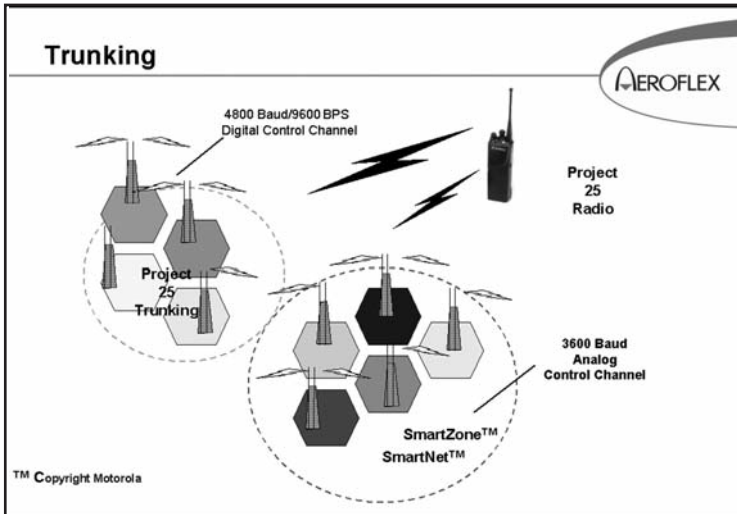 Trunking
AEROFLEX
4800 Baud/9600 BPS
Digital Control Channel
Project
25
Radio
Project
25
Trunking
3600 Baud
Analog
Control Channel
SmartZone™
SmartNet™
™ Copyright Motorola